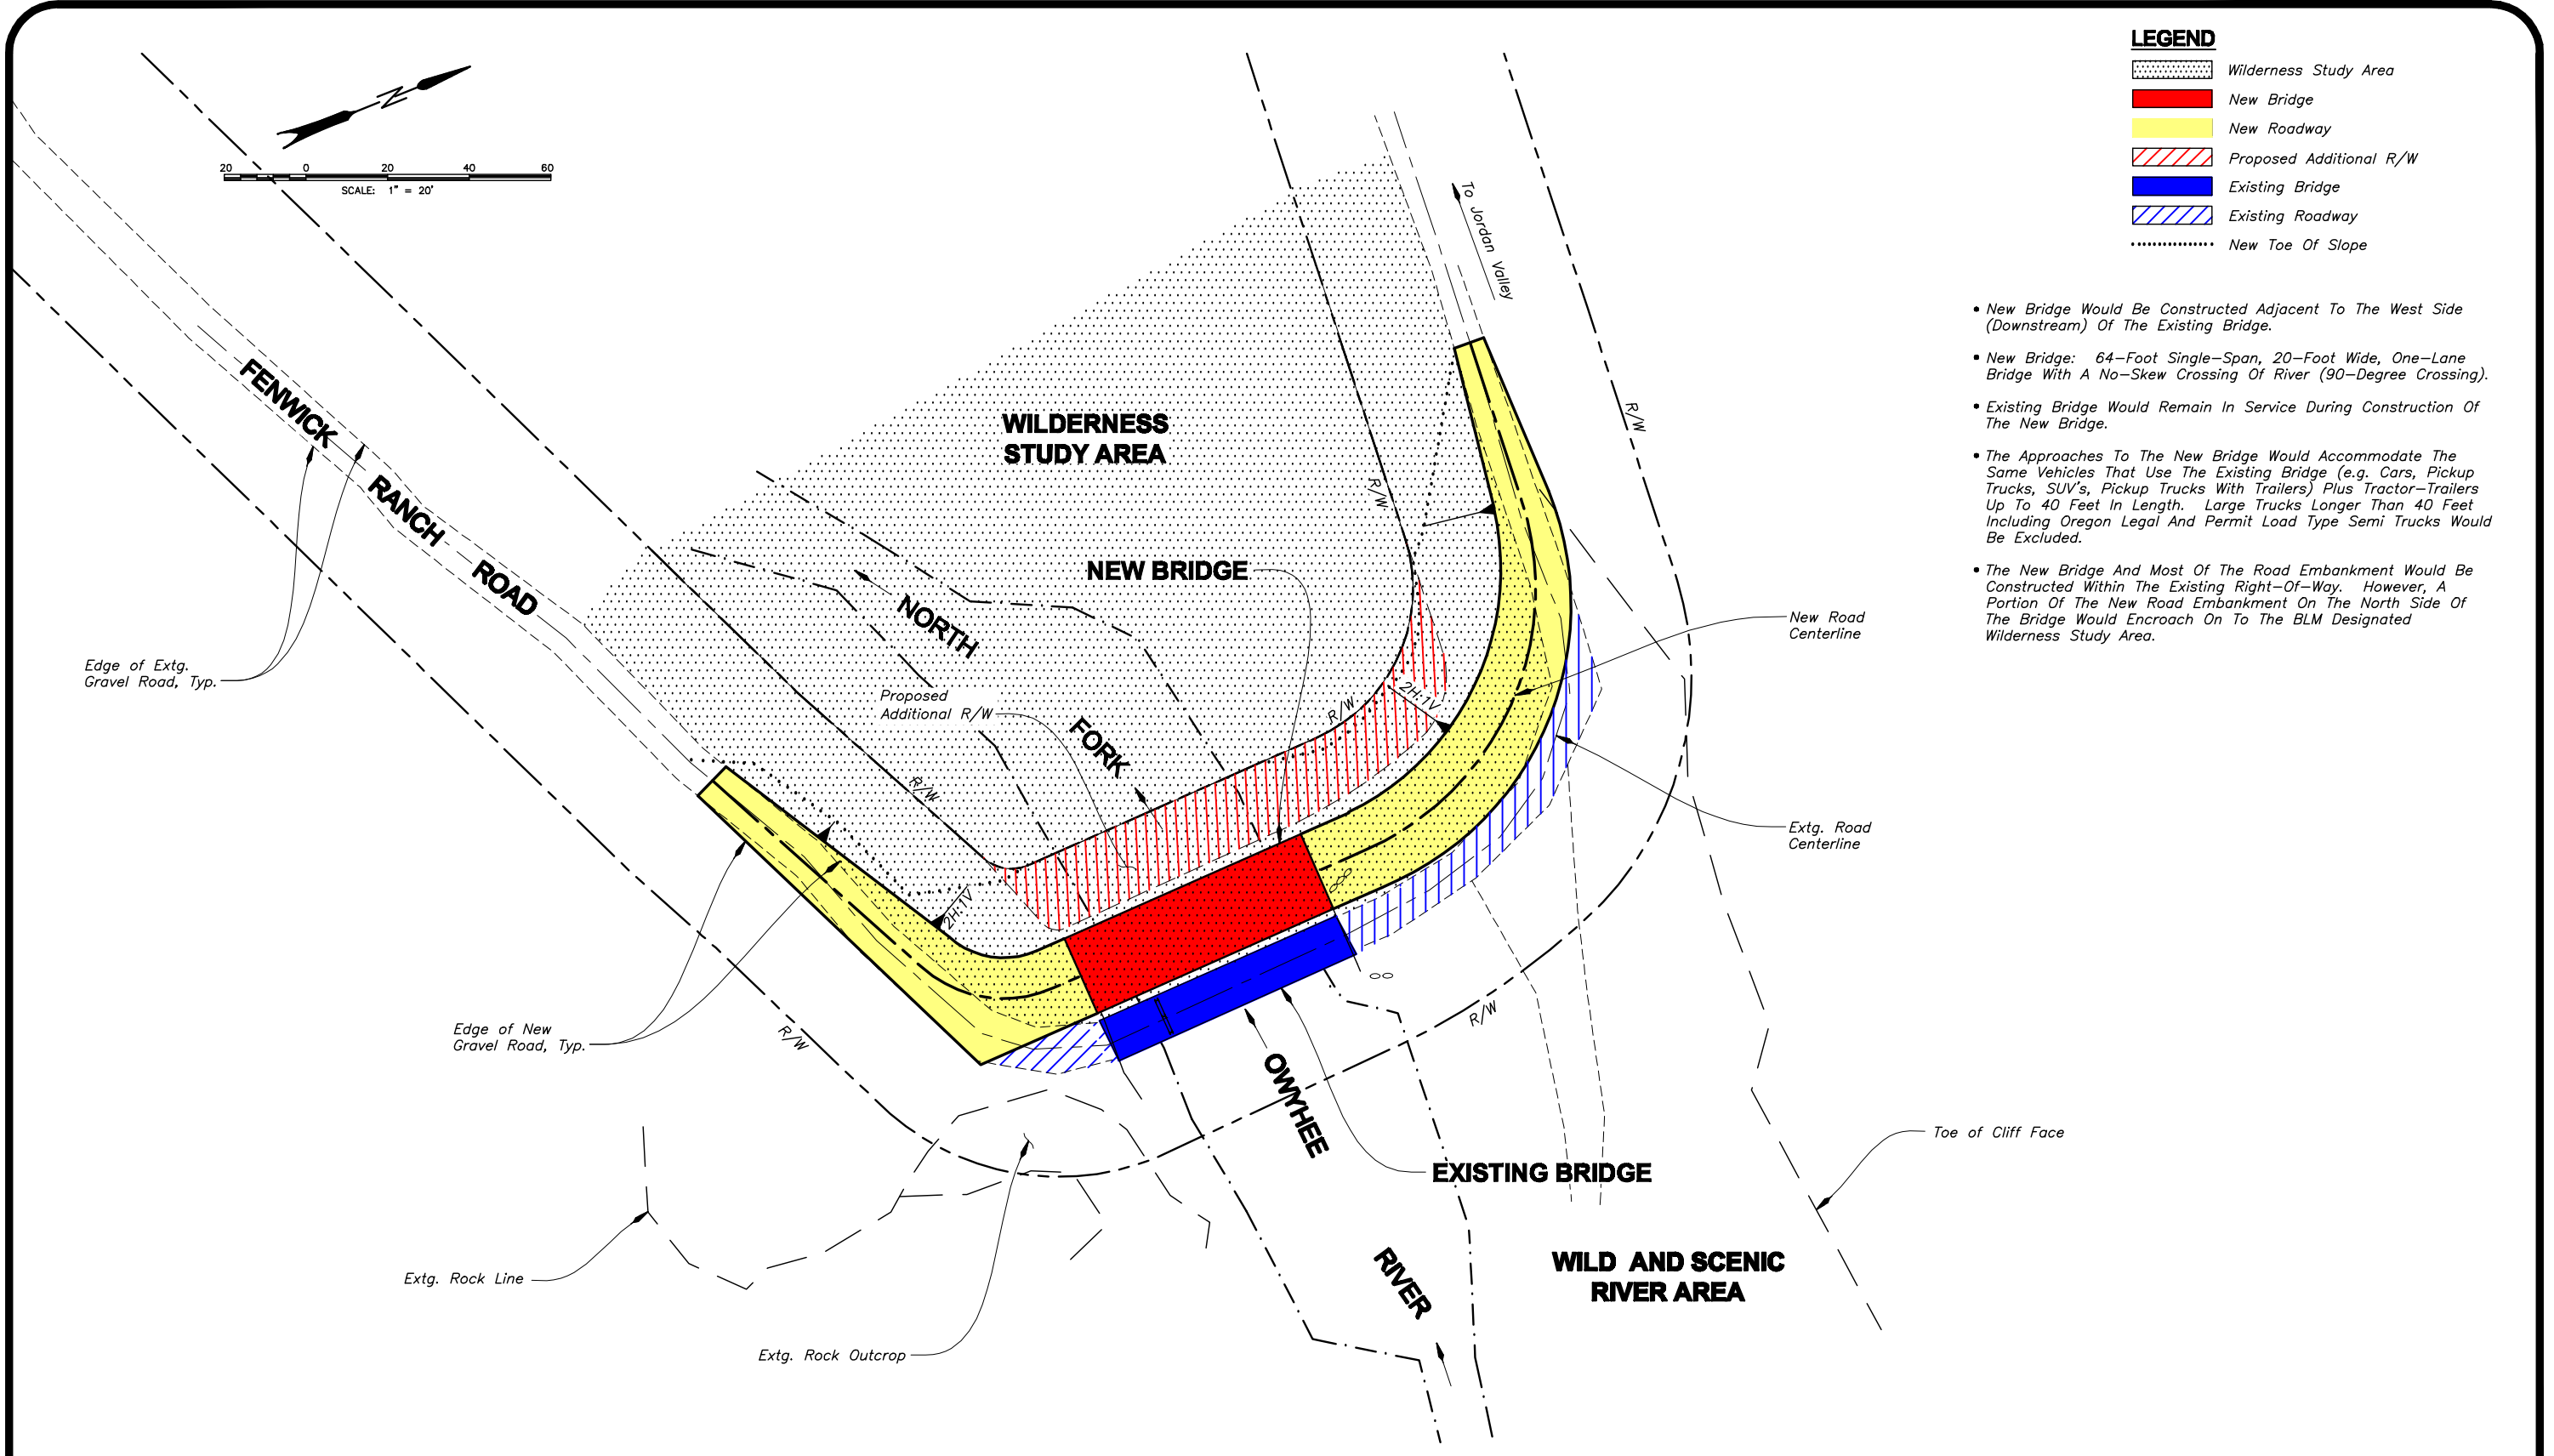 20 0 20 40 60
SCALE: 1" = 20'
LEGEND
Wilderness Study Area
New Bridge
New Roadway
Proposed Additional R/W
Existing Bridge
Existing Roadway
New Toe Of Slope
• New Bridge Would Be Constructed Adjacent To The West Side
(Downstream) Of The Existing Bridge.
• New Bridge: 64-Foot Single-Span, 20-Foot Wide, One-Lane
Bridge With A No-Skew Crossing Of River (90-Degree Crossing).
• Existing Bridge Would Remain In Service During Construction Of
The New Bridge.
• The Approaches To The New Bridge Would Accommodate The
Same Vehicles That Use The Existing Bridge (e.g. Cars, Pickup
Trucks, SUV's, Pickup Trucks With Trailers) Plus Tractor-Trailers
Up To 40 Feet In Length. Large Trucks Longer Than 40 Feet
Including Oregon Legal And Permit Load Type Semi Trucks Would
Be Excluded.
• The New Bridge And Most Of The Road Embankment Would Be
Constructed Within The Existing Right-Of-Way. However, A
Portion Of The New Road Embankment On The North Side Of
The Bridge Would Encroach On To The BLM Designated
Wilderness Study Area.
N
To Jordan Valley
FENWICK
RANCH
ROAD
WILDERNESS
STUDY AREA
R/W
R/W
NEW BRIDGE
NORTH
FORK
Proposed
Additional R/W
R/W
2H:1V
New Road
Centerline
Edge of Extg.
Gravel Road, Typ.
R/W
2H:1V
Extg. Road
Centerline
Edge of New
Gravel Road, Typ.
R/W
R/W
OWYHEE
EXISTING BRIDGE
Toe of Cliff Face
RIVER
WILD AND SCENIC
RIVER AREA
Extg. Rock Line
Extg. Rock Outcrop